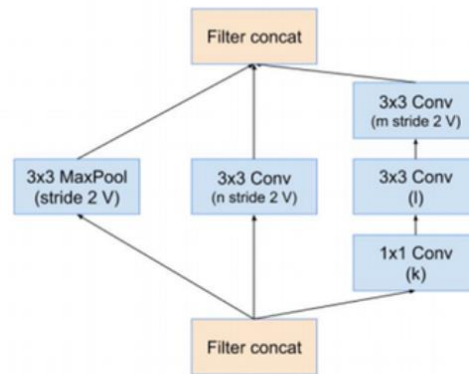 Filter concat
3x3 Conv
(m stride 2 V)
3x3 MaxPool
(stride 2 V)
3x3 Conv
(n stride 2 V)
3x3 Conv
(l)
1x1 Conv
(k)
Filter concat